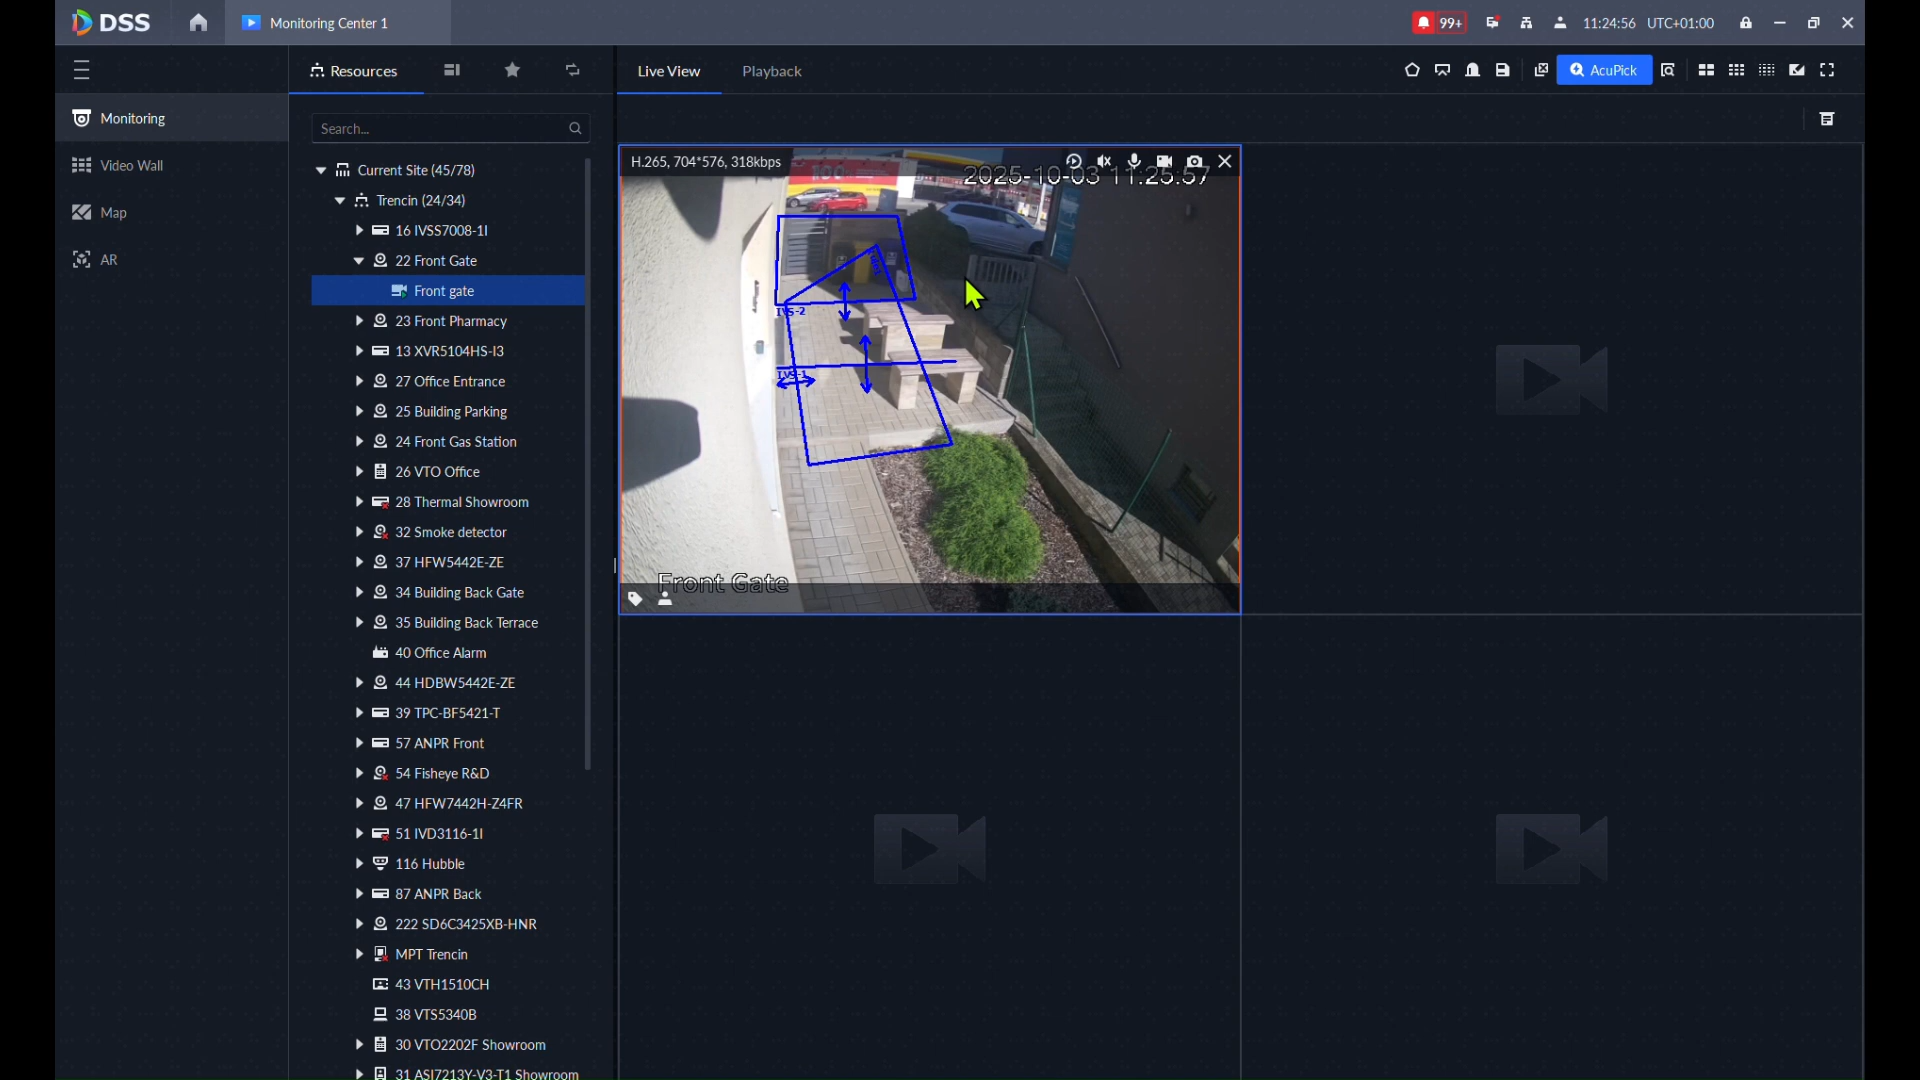 DSS
Monitoring Center 1
99+
11:24:56 UTC+01:00
Resources
Live View
Playback
AcuPick
Monitoring
Video Wall
Map
AR
Search...
Current Site (45/78)
Trencin (24/34)
16 IVSS7008-1I
22 Front Gate
Front gate
23 Front Pharmacy
13 XVR5104HS-I3
27 Office Entrance
25 Building Parking
24 Front Gas Station
26 VTO Office
28 Thermal Showroom
32 Smoke detector
37 HFW5442E-ZE
34 Building Back Gate
35 Building Back Terrace
40 Office Alarm
44 HDBW5442E-ZE
39 TPC-BF5421-T
57 ANPR Front
54 Fisheye R&D
47 HFW7442H-Z4FR
51 IVD3116-1I
116 Hubble
87 ANPR Back
222 SD6C3425XB-HNR
MPT Trencin
43 VTH1510CH
38 VTS5340B
30 VTO2202F Showroom
31 ASI7213Y-V3-T1 Showroom
H.265, 704*576, 318kbps
2025-10-03 11:25:57
IVS-2
IVS-1
Front Gate